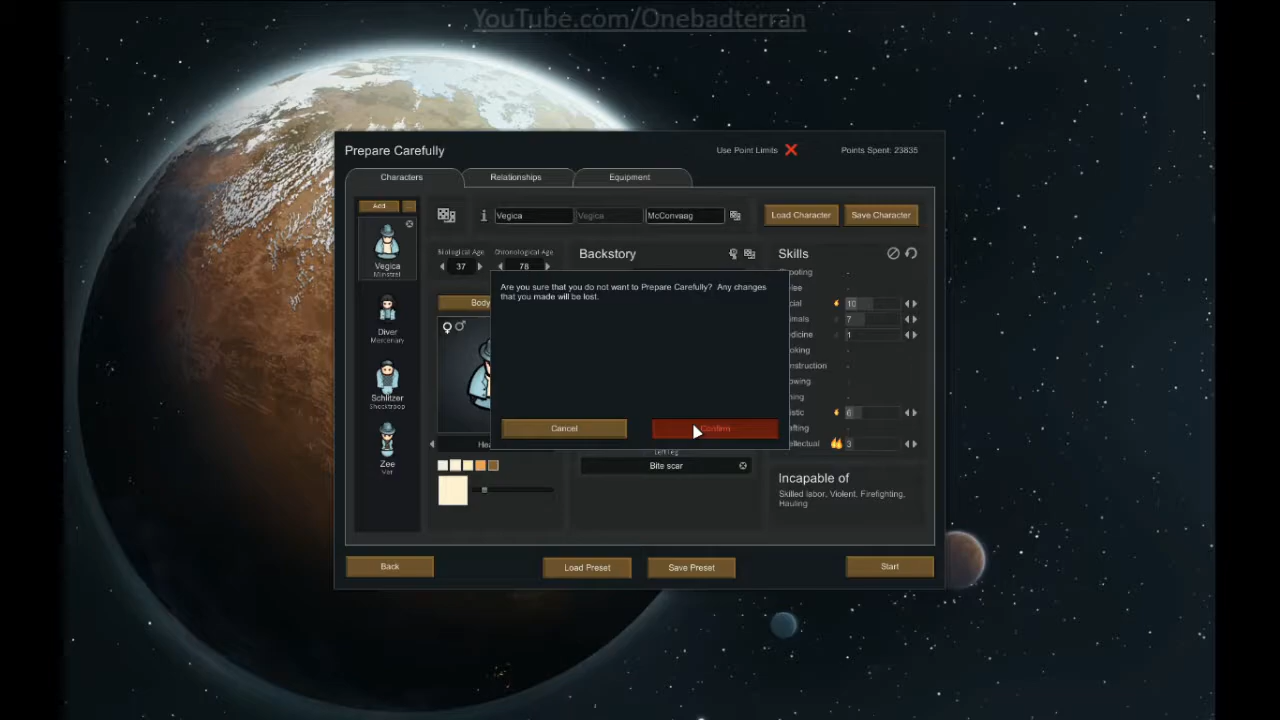 YouTube.com/Onebadterran
Prepare Carefully
Use Point Limits
Points Spent: 23835
Characters
Relationships
Equipment
Add
Vegica
Minstrel
Diver
Mercenary
Schlitzer
Zee
Vegica
Vegica
McConvaag
Load Character
Save Character
Biological Age
Chronological Age
37
78
Backstory
Skills
Body
Are you sure that you do not want to Prepare Carefully? Any changes
that you made will be lost.
Cancel
Confirm
10
7
1
6
3
Bite scar
Incapable of
Skilled labor, Violent, Firefighting,
Hauling
Back
Load Preset
Save Preset
Start